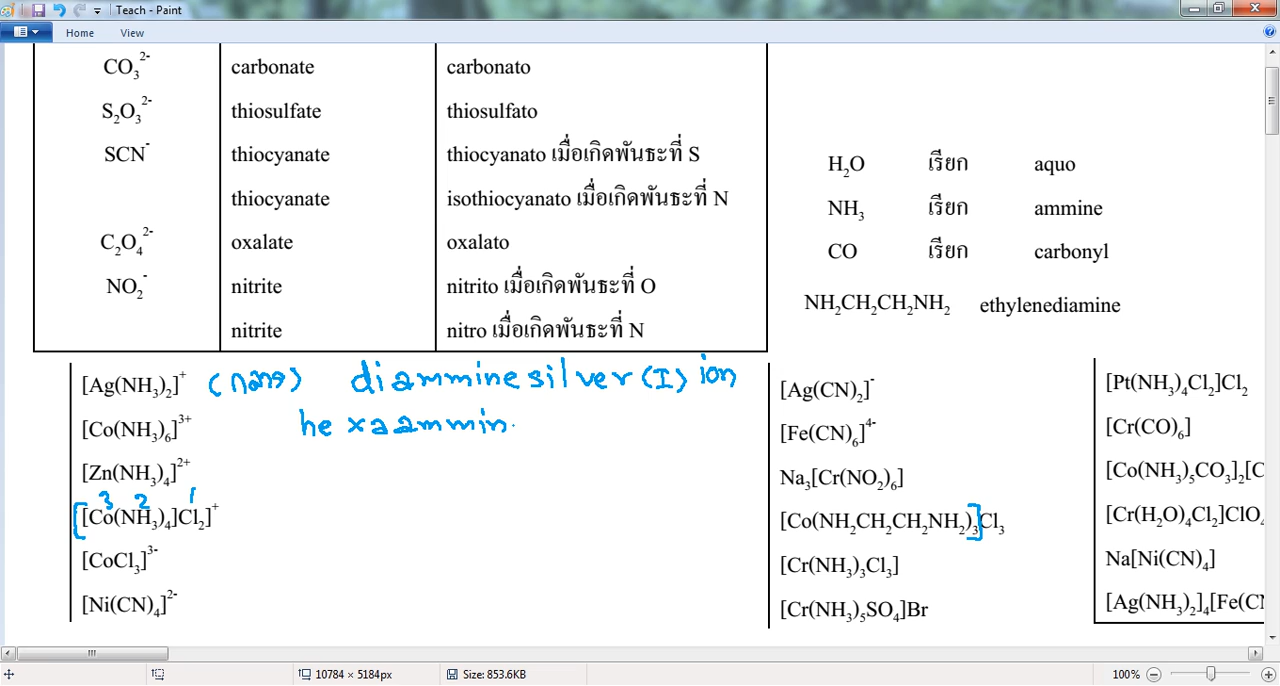 Teach - Paint
Home View
CO₃²⁻ carbonate carbonato
S₂O₃²⁻ thiosulfate thiosulfato
SCN⁻ thiocyanate thiocyanato เมื่อเกิดพันธะที่ S
thiocyanate isothiocyanato เมื่อเกิดพันธะที่ N
C₂O₄²⁻ oxalate oxalato
NO₂⁻ nitrite nitrito เมื่อเกิดพันธะที่ O
nitrite nitro เมื่อเกิดพันธะที่ N
H₂O เรียก aquo
NH₃ เรียก ammine
CO เรียก carbonyl
NH₂CH₂CH₂NH₂ ethylenediamine
[Ag(NH₃)₂]⁺ diamminesilver(I) ion
[Co(NH₃)₆]³⁺ hexaammin
[Zn(NH₃)₄]²⁺
3 2 1
[[Co(NH₃)₄]Cl₂]⁺
[CoCl₃]³⁻
[Ni(CN)₄]²⁻
[Ag(CN)₂]⁻
[Fe(CN)₆]⁴⁻
Na₃[Cr(NO₂)₆]
[Co(NH₂CH₂CH₂NH₂)₃]Cl₃
[Cr(NH₃)₃Cl₃]
[Cr(NH₃)₅SO₄]Br
[Pt(NH₃)₄Cl₂]Cl₂
[Cr(CO)₆]
[Co(NH₃)₅CO₃]₂[C
[Cr(H₂O)₄Cl₂]ClO₄
Na[Ni(CN)₄]
[Ag(NH₃)₂]₄[Fe(CN
10784 × 5184px Size: 853.6KB 100%